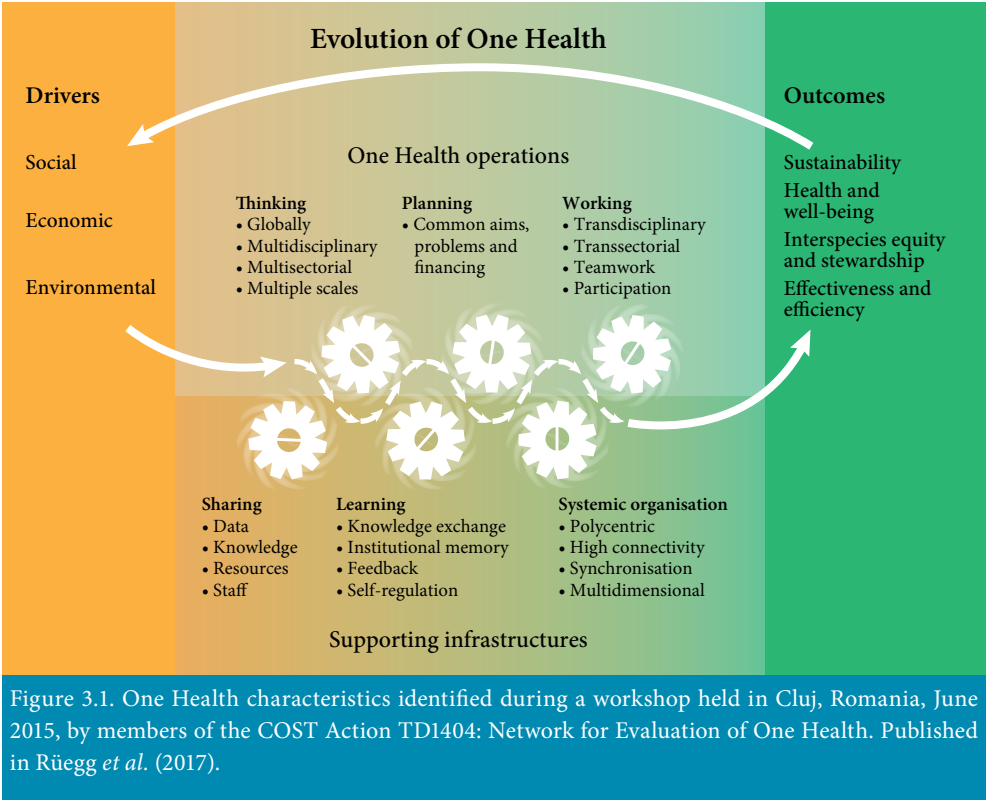 Evolution of One Health
Drivers
Social
Economic
Environmental
One Health operations
Thinking
• Globally
• Multidisciplinary
• Multisectorial
• Multiple scales
Planning
• Common aims,
problems and
financing
Working
• Transdisciplinary
• Transsectorial
• Teamwork
• Participation
Outcomes
Sustainability
Health and
well-being
Interspecies equity
and stewardship
Effectiveness and
efficiency
Sharing
• Data
• Knowledge
• Resources
• Staff
Learning
• Knowledge exchange
• Institutional memory
• Feedback
• Self-regulation
Systemic organisation
• Polycentric
• High connectivity
• Synchronisation
• Multidimensional
Supporting infrastructures
Figure 3.1. One Health characteristics identified during a workshop held in Cluj, Romania, June
2015, by members of the COST Action TD1404: Network for Evaluation of One Health. Published
in Rüegg et al. (2017).